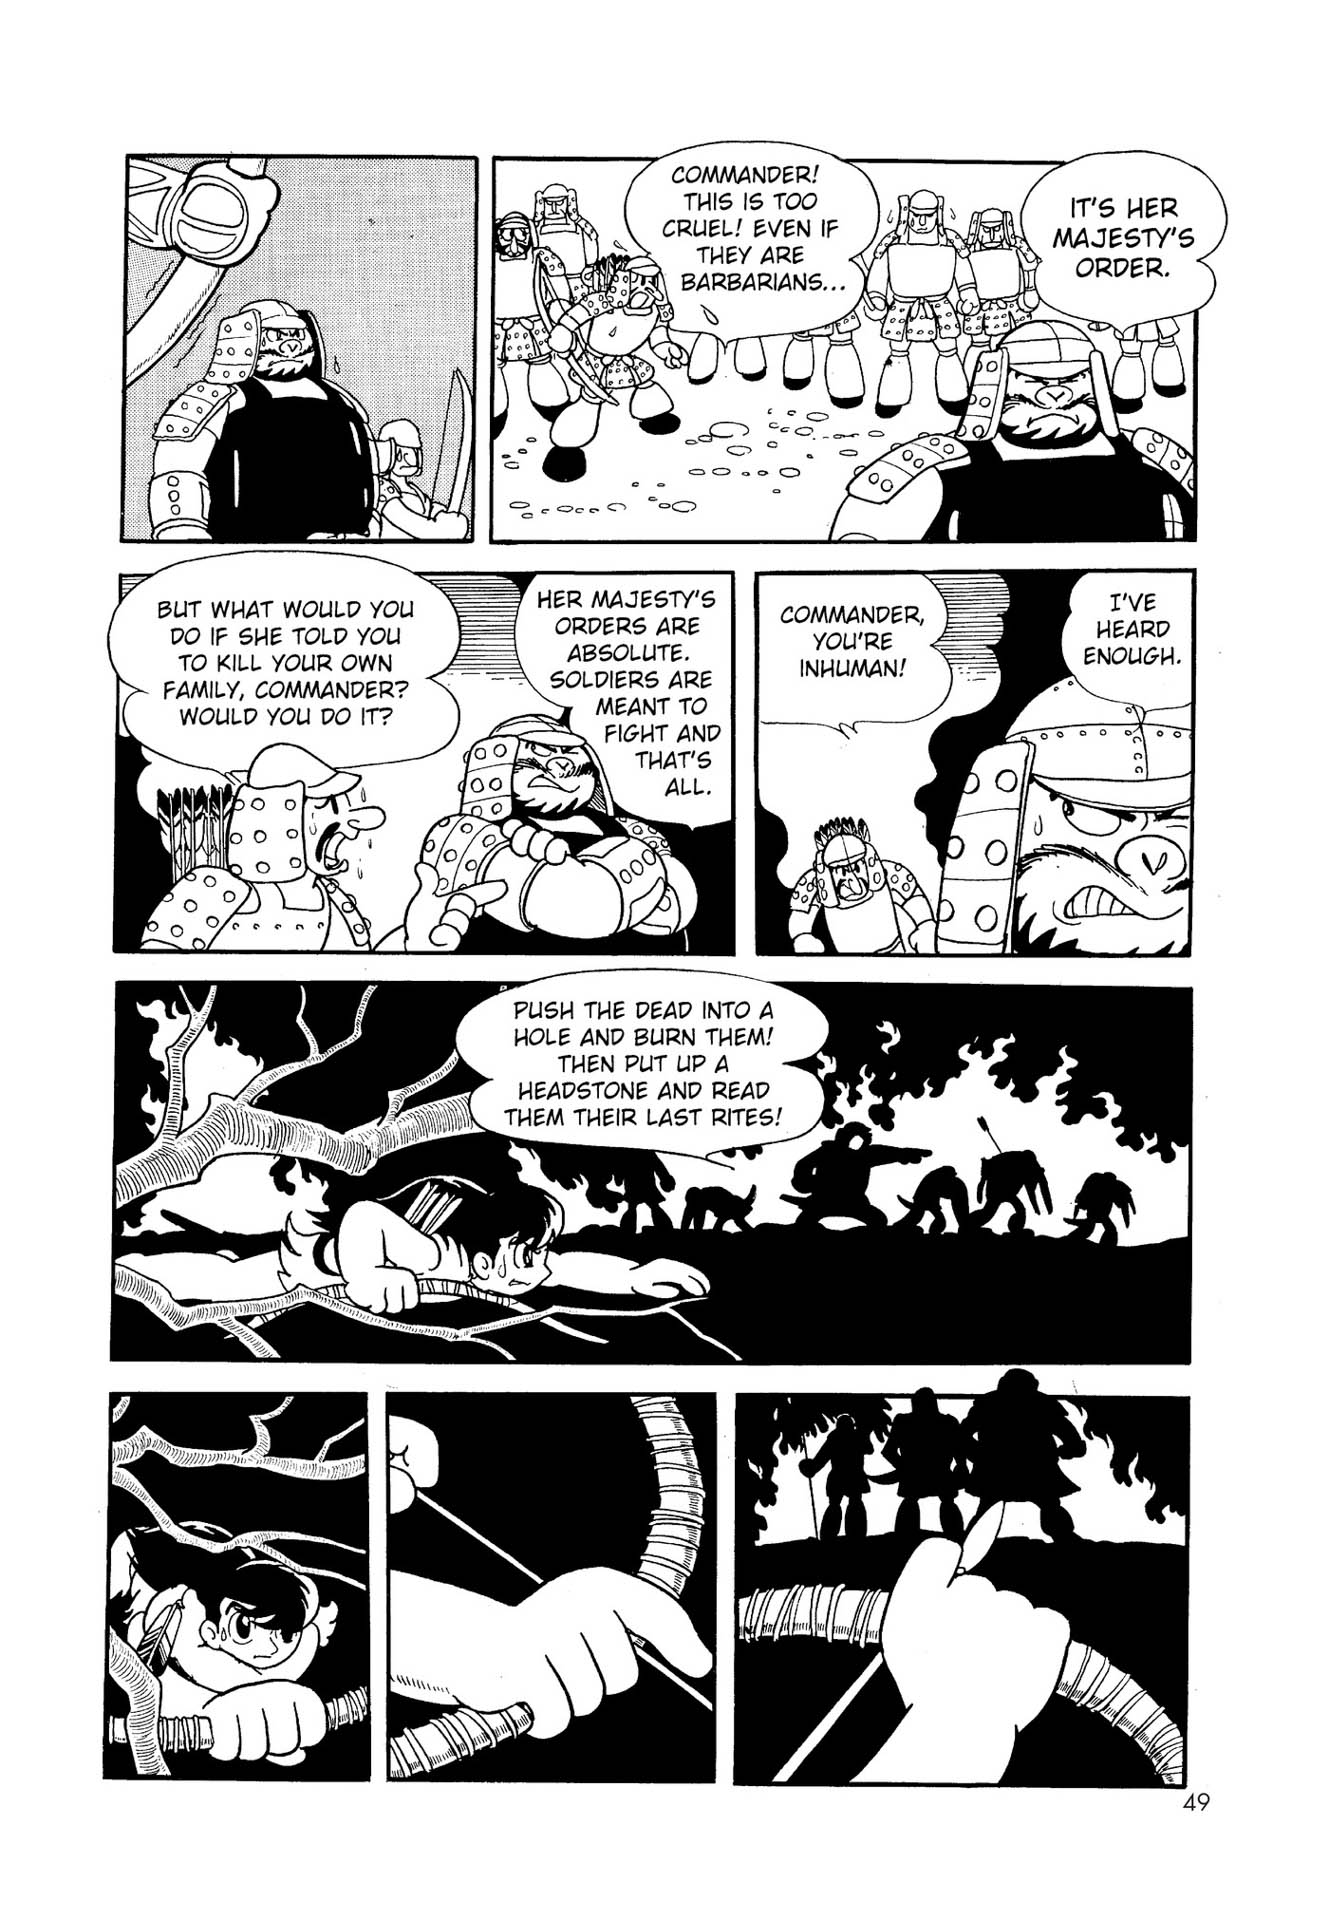 COMMANDER!
THIS IS TOO
CRUEL! EVEN IF
THEY ARE
BARBARIANS...
IT'S HER
MAJESTY'S
ORDER.
BUT WHAT WOULD YOU
DO IF SHE TOLD YOU
TO KILL YOUR OWN
FAMILY, COMMANDER?
WOULD YOU DO IT?
HER MAJESTY'S
ORDERS ARE
ABSOLUTE.
SOLDIERS ARE
MEANT TO
FIGHT AND
THAT'S
ALL.
COMMANDER,
YOU'RE
INHUMAN!
I'VE
HEARD
ENOUGH.
PUSH THE DEAD INTO A
HOLE AND BURN THEM!
THEN PUT UP A
HEADSTONE AND READ
THEM THEIR LAST RITES!
49